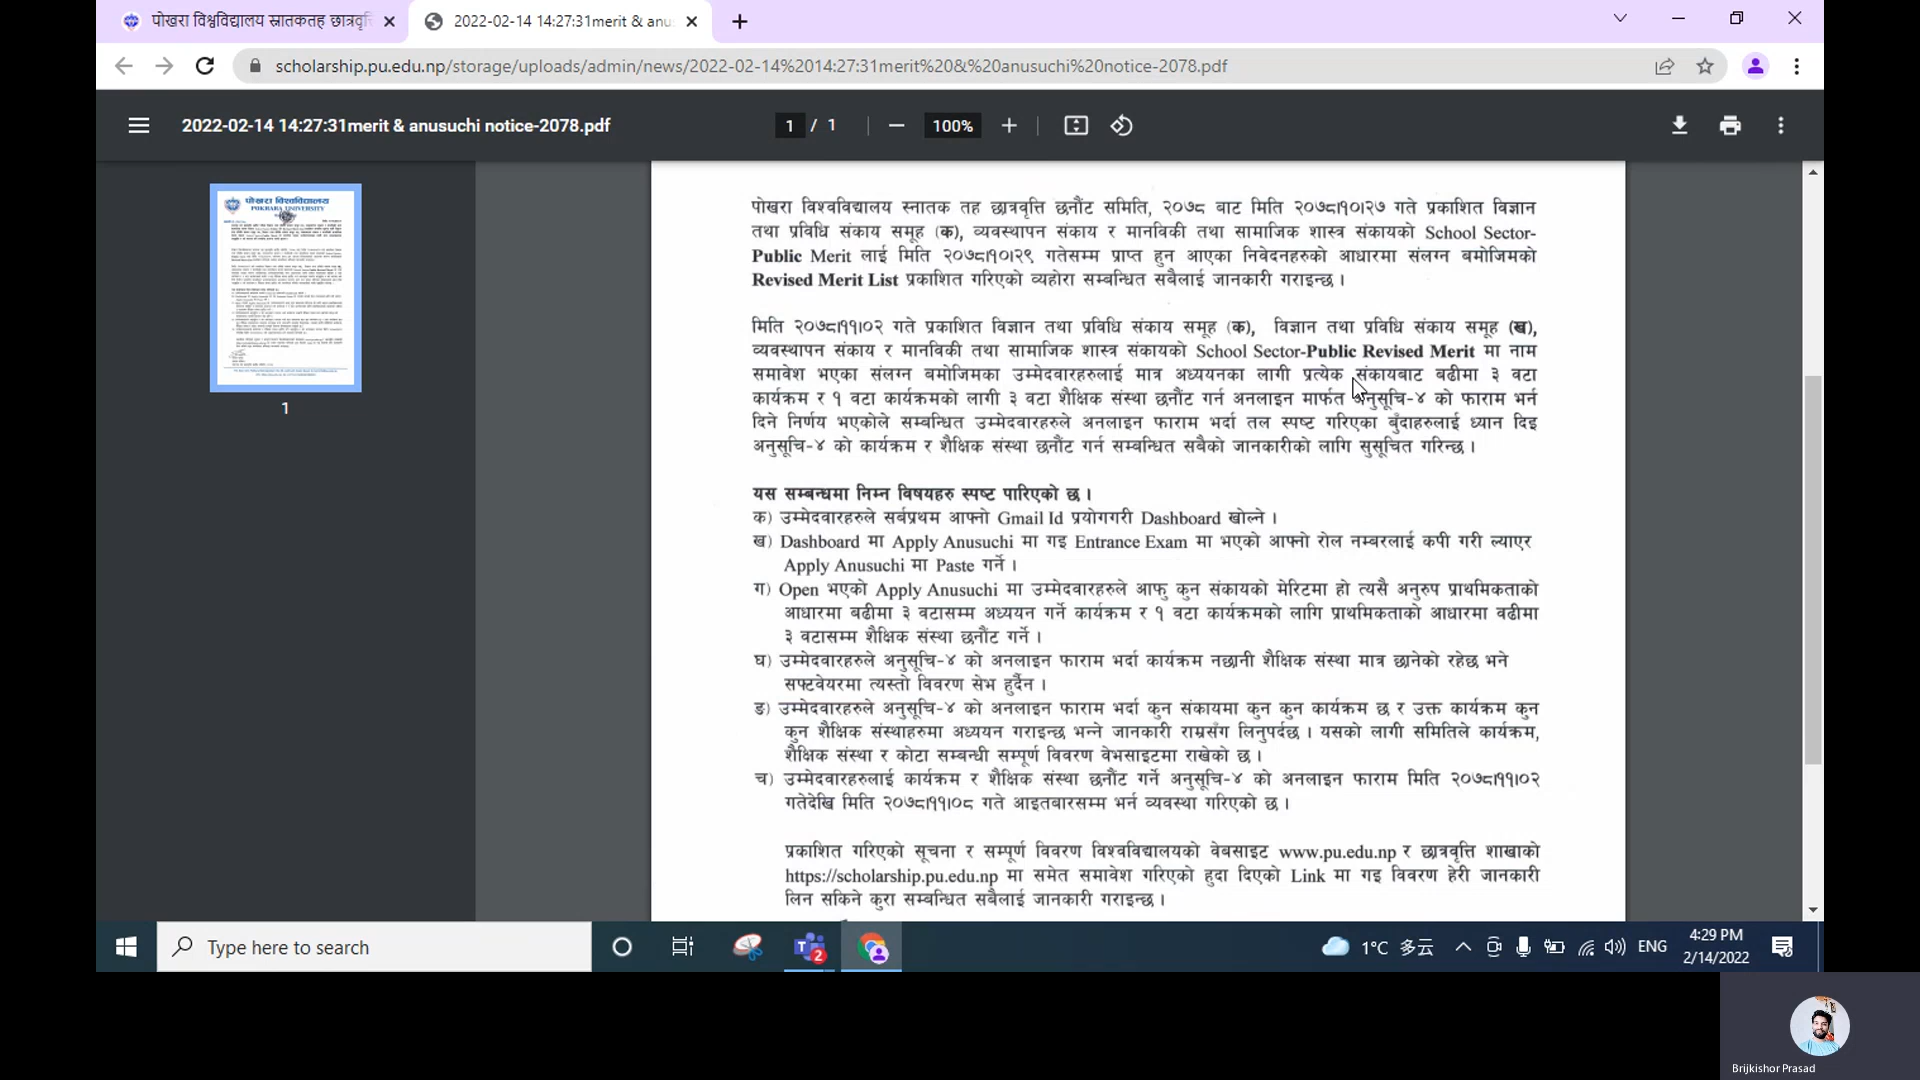 पोखरा विश्वविद्यालय स्नातकतह छात्रवृत्ति
2022-02-14 14:27:31merit & anu
scholarship.pu.edu.np/storage/uploads/admin/news/2022-02-14%2014:27:31merit%20&%20anusuchi%20notice-2078.pdf
2022-02-14 14:27:31merit & anusuchi notice-2078.pdf
1 / 1
100%
पोखरा विश्वविद्यालय
POKHARA UNIVERSITY
1
पोखरा विश्वविद्यालय स्नातक तह छात्रवृत्ति छनौंट समिति, २०७८ बाट मिति २०७८।१०।२७ गते प्रकाशित विज्ञान
तथा प्रविधि संकाय समूह (क), व्यवस्थापन संकाय र मानविकी तथा सामाजिक शास्त्र संकायको School Sector-
Public Merit लाई मिति २०७८।१०।२९ गतेसम्म प्राप्त हुन आएका निवेदनहरुको आधारमा संलग्न बमोजिमको
Revised Merit List प्रकाशित गरिएको व्यहोरा सम्बन्धित सबैलाई जानकारी गराइन्छ ।
मिति २०७८।११।०२ गते प्रकाशित विज्ञान तथा प्रविधि संकाय समूह (क), विज्ञान तथा प्रविधि संकाय समूह (ख),
व्यवस्थापन संकाय र मानविकी तथा सामाजिक शास्त्र संकायको School Sector-Public Revised Merit मा नाम
समावेश भएका संलग्न बमोजिमका उम्मेदवारहरुलाई मात्र अध्ययनका लागी प्रत्येक संकायबाट बढीमा ३ वटा
कार्यक्रम र १ वटा कार्यक्रमको लागी ३ वटा शैक्षिक संस्था छनौंट गर्न अनलाइन मार्फत अनुसूचि-४ को फाराम भर्न
दिने निर्णय भएकोले सम्बन्धित उम्मेदवारहरुले अनलाइन फाराम भर्दा तल स्पष्ट गरिएका बुँदाहरुलाई ध्यान दिइ
अनुसूचि-४ को कार्यक्रम र शैक्षिक संस्था छनौंट गर्न सम्बन्धित सबैको जानकारीको लागि सुसूचित गरिन्छ ।
यस सम्बन्धमा निम्न विषयहरु स्पष्ट पारिएको छ ।
क) उम्मेदवारहरुले सर्बप्रथम आफ्नो Gmail Id प्रयोगगरी Dashboard खोल्ने ।
ख) Dashboard मा Apply Anusuchi मा गइ Entrance Exam मा भएको आफ्नो रोल नम्बरलाई कपी गरी ल्याएर
Apply Anusuchi मा Paste गर्ने ।
ग) Open भएको Apply Anusuchi मा उम्मेदवारहरुले आफु कुन संकायको मेरिटमा हो त्यसै अनुरुप प्राथमिकताको
आधारमा बढीमा ३ वटासम्म अध्ययन गर्ने कार्यक्रम र १ वटा कार्यक्रमको लागि प्राथमिकताको आधारमा वढीमा
३ वटासम्म शैक्षिक संस्था छनौंट गर्ने ।
घ) उम्मेदवारहरुले अनुसूचि-४ को अनलाइन फाराम भर्दा कार्यक्रम नछानी शैक्षिक संस्था मात्र छानेको रहेछ भने
सफ्टवेयरमा त्यस्तो विवरण सेभ हुर्दैन ।
ङ) उम्मेदवारहरुले अनुसूचि-४ को अनलाइन फाराम भर्दा कुन संकायमा कुन कुन कार्यक्रम छ र उक्त कार्यक्रम कुन
कुन शैक्षिक संस्थाहरुमा अध्ययन गराइन्छ भन्ने जानकारी राम्रसँग लिनुपर्दछ । यसको लागी समितिले कार्यक्रम,
शैक्षिक संस्था र कोटा सम्बन्धी सम्पूर्ण विवरण वेभसाइटमा राखेको छ ।
च) उम्मेदवारहरुलाई कार्यक्रम र शैक्षिक संस्था छनौंट गर्ने अनुसूचि-४ को अनलाइन फाराम मिति २०७८।११।०२
गतेदेखि मिति २०७८।११।०८ गते आइतबारसम्म भर्न व्यवस्था गरिएको छ ।
प्रकाशित गरिएको सूचना र सम्पूर्ण विवरण विश्वविद्यालयको वेबसाइट www.pu.edu.np र छात्रवृत्ति शाखाको
https://scholarship.pu.edu.np मा समेत समावेश गरिएको हुदा दिएको Link मा गइ विवरण हेरी जानकारी
लिन सकिने कुरा सम्बन्धित सबैलाई जानकारी गराइन्छ ।
Type here to search
2
1°C 多云
ENG
4:29 PM
2/14/2022
Brijkishor Prasad